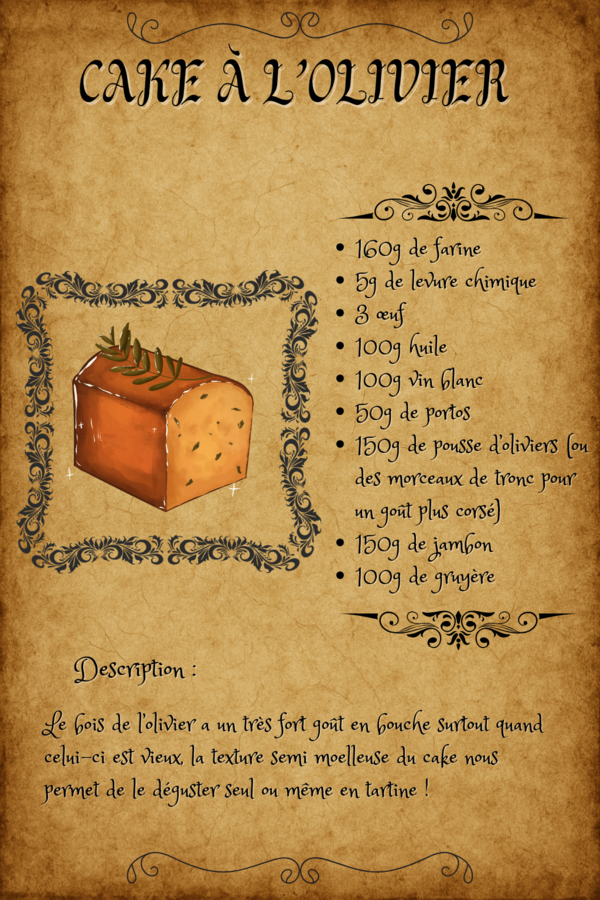 CAKE À L'OLIVIER
• 160g de farine
• 5g de levure chimique
• 3 œuf
• 100g huile
• 100g vin blanc
• 50g de portos
• 150g de pousse d'oliviers (ou
des morceaux de tronc pour
un goût plus corsé)
• 150g de jambon
• 100g de gruyère
Description :
Le bois de l'olivier a un très fort goût en bouche surtout quand
celui-ci est vieux, la texture semi moelleuse du cake nous
permet de le déguster seul ou même en tartine !